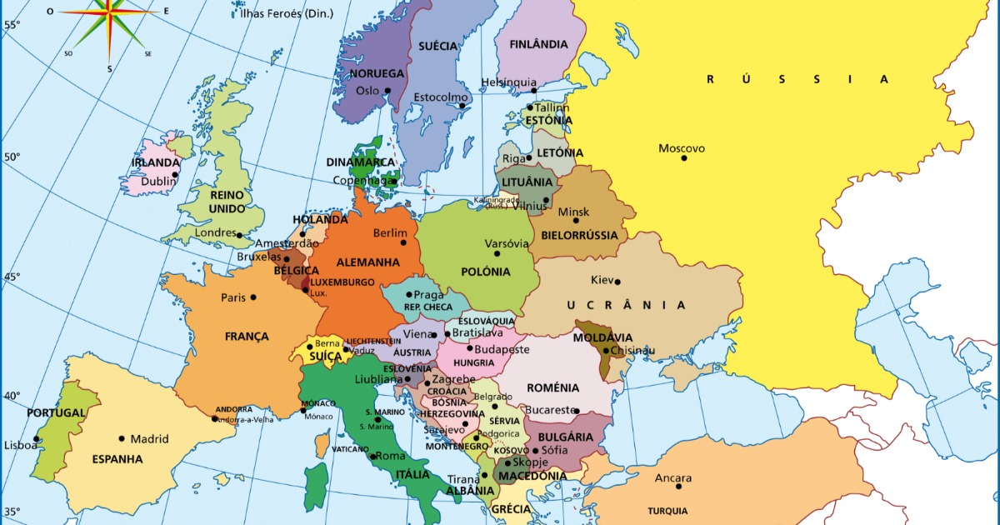 Ilhas Feroés (Din.)
O
E
SO
SE
S
55°
50°
45°
40°
35°
SUÉCIA
FINLÂNDIA
NORUEGA
Oslo
Estocolmo
Helsínquia
RÚSSIA
Moscovo
Tallinn
ESTÓNIA
Riga
LETÓNIA
LITUÂNIA
Vilnius
Kaliningrado
(Rúss.)
IRLANDA
Dublin
REINO
UNIDO
Londres
DINAMARCA
Copenhaga
Minsk
BIELORRÚSSIA
HOLANDA
Amesterdão
Bruxelas
BÉLGICA
LUXEMBURGO
Lux.
Berlim
ALEMANHA
Varsóvia
POLÓNIA
Kiev
UCRÂNIA
Paris
FRANÇA
Praga
REP. CHECA
ESLOVÁQUIA
Bratislava
Viena
ÁUSTRIA
LIECHTENSTEIN
Vaduz
Berna
SUÍÇA
Budapeste
HUNGRIA
MOLDÁVIA
Chisinau
ESLOVÉNIA
Liubliana
Zagrebe
CROÁCIA
ROMÉNIA
Bucareste
BÓSNIA-
-HERZEGOVINA
Sarajevo
Belgrado
SÉRVIA
Podgorica
MONTENEGRO
KOSOVO
BULGÁRIA
Sófia
Skopje
MACEDÓNIA
Tirana
ALBÂNIA
GRÉCIA
MÓNACO
Mónaco
S. MARINO
S. Marino
VATICANO
Roma
ITÁLIA
ANDORRA
Andorra-a-Velha
PORTUGAL
Lisboa
Madrid
ESPANHA
Ancara
TURQUIA